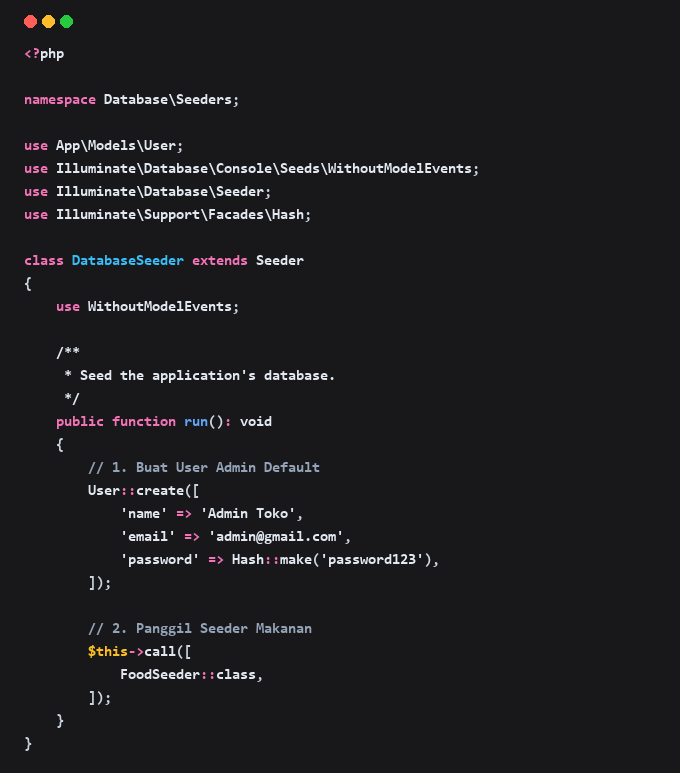 <?php

namespace Database\Seeders;

use App\Models\User;
use Illuminate\Database\Console\Seeds\WithoutModelEvents;
use Illuminate\Database\Seeder;
use Illuminate\Support\Facades\Hash;

class DatabaseSeeder extends Seeder
{
    use WithoutModelEvents;

    /**
     * Seed the application's database.
     */
    public function run(): void
    {
        // 1. Buat User Admin Default
        User::create([
            'name' => 'Admin Toko',
            'email' => 'admin@gmail.com',
            'password' => Hash::make('password123'),
        ]);

        // 2. Panggil Seeder Makanan
        $this->call([
            FoodSeeder::class,
        ]);
    }
}